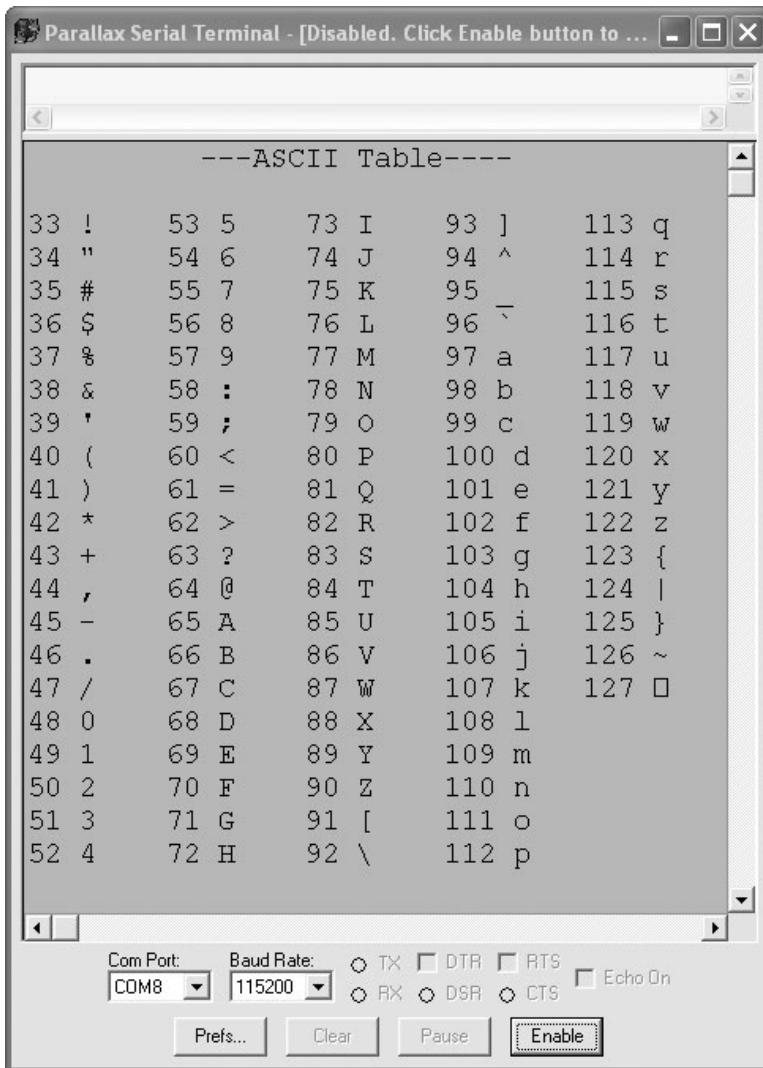 Parallax Serial Terminal - [Disabled. Click Enable button to ...
---ASCII Table----
33 ! 53 5 73 I 93 ] 113 q
34 " 54 6 74 J 94 ^ 114 r
35 # 55 7 75 K 95 _ 115 s
36 $ 56 8 76 L 96 ` 116 t
37 % 57 9 77 M 97 a 117 u
38 & 58 : 78 N 98 b 118 v
39 ' 59 ; 79 O 99 c 119 w
40 ( 60 < 80 P 100 d 120 x
41 ) 61 = 81 Q 101 e 121 y
42 * 62 > 82 R 102 f 122 z
43 + 63 ? 83 S 103 g 123 {
44 , 64 @ 84 T 104 h 124 |
45 - 65 A 85 U 105 i 125 }
46 . 66 B 86 V 106 j 126 ~
47 / 67 C 87 W 107 k 127 □
48 0 68 D 88 X 108 l
49 1 69 E 89 Y 109 m
50 2 70 F 90 Z 110 n
51 3 71 G 91 [ 111 o
52 4 72 H 92 \ 112 p
Com Port: Baud Rate: TX DTR RTS
COM8 115200 RX DSR CTS Echo On
Prefs... Clear Pause Enable